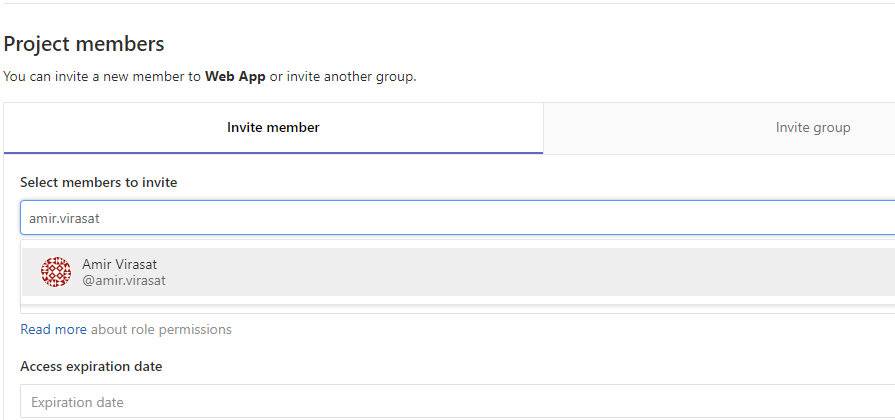 Project members
You can invite a new member to Web App or invite another group.
Invite member
Invite group
Select members to invite
amir.virasat
Amir Virasat
@amir.virasat
Read more about role permissions
Access expiration date
Expiration date